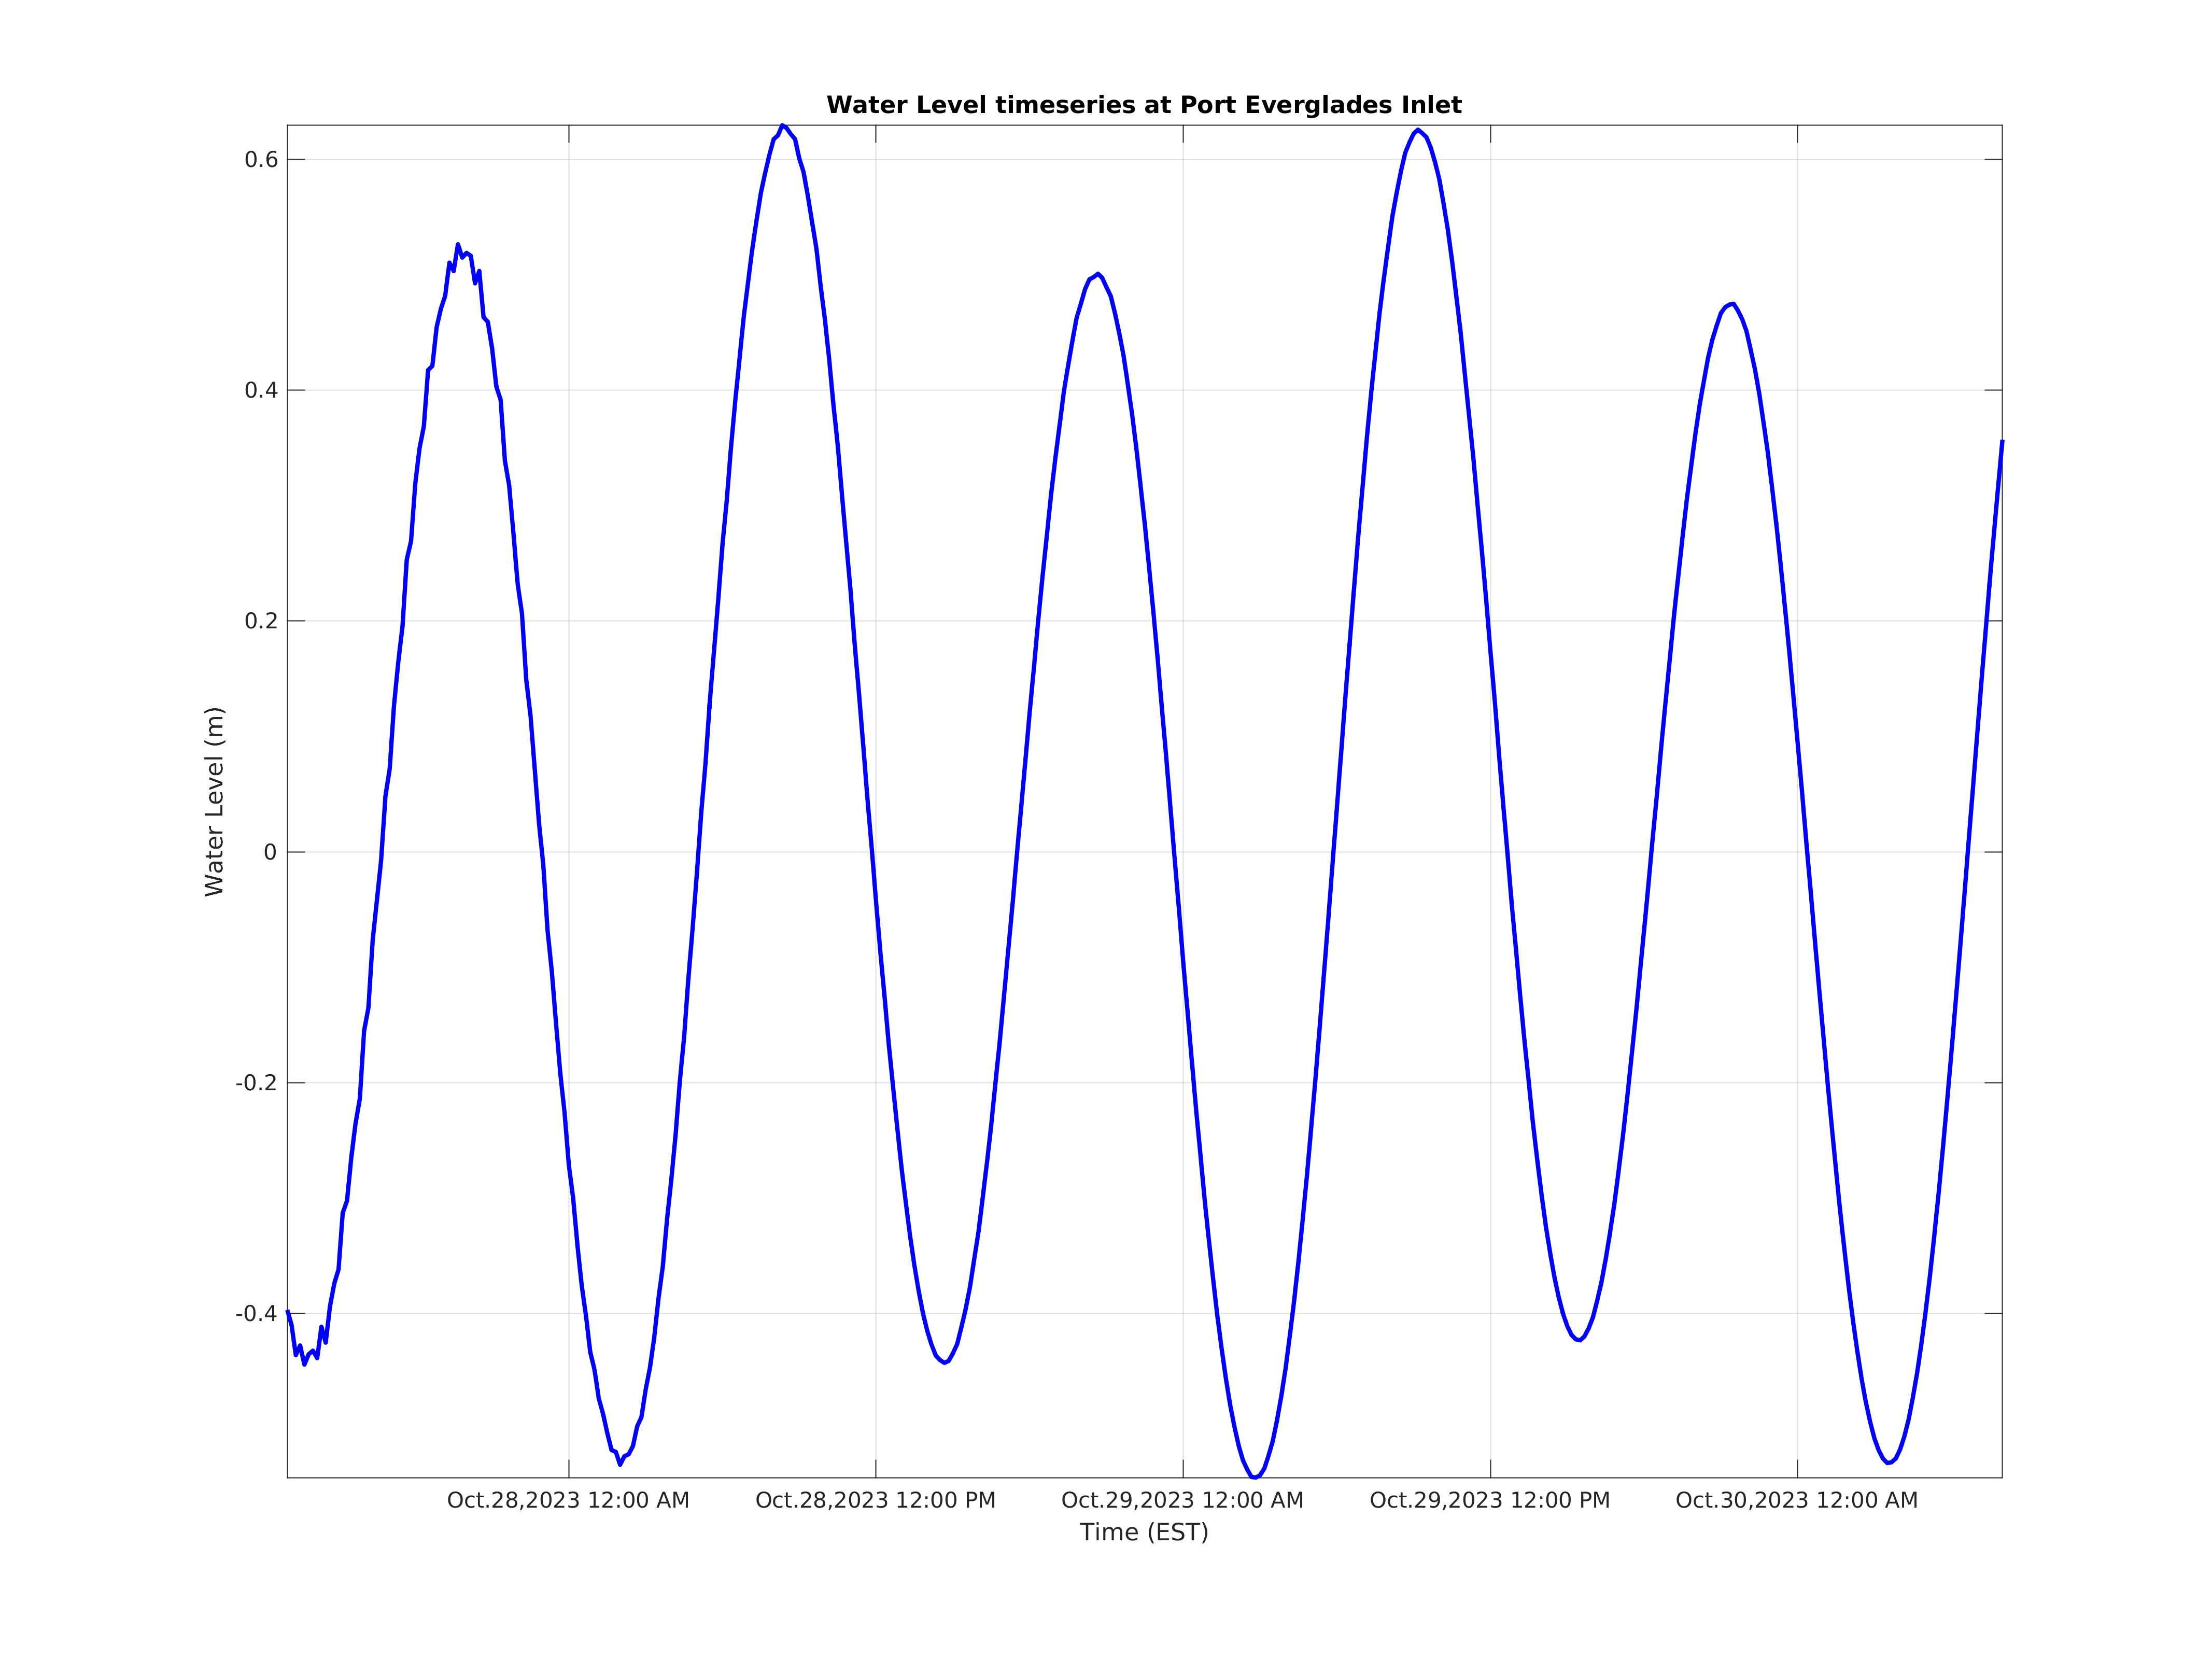 Water Level timeseries at Port Everglades Inlet
0.6
0.4
0.2
0
-0.2
-0.4
Water Level (m)
Oct.28,2023 12:00 AM
Oct.28,2023 12:00 PM
Oct.29,2023 12:00 AM
Oct.29,2023 12:00 PM
Oct.30,2023 12:00 AM
Time (EST)